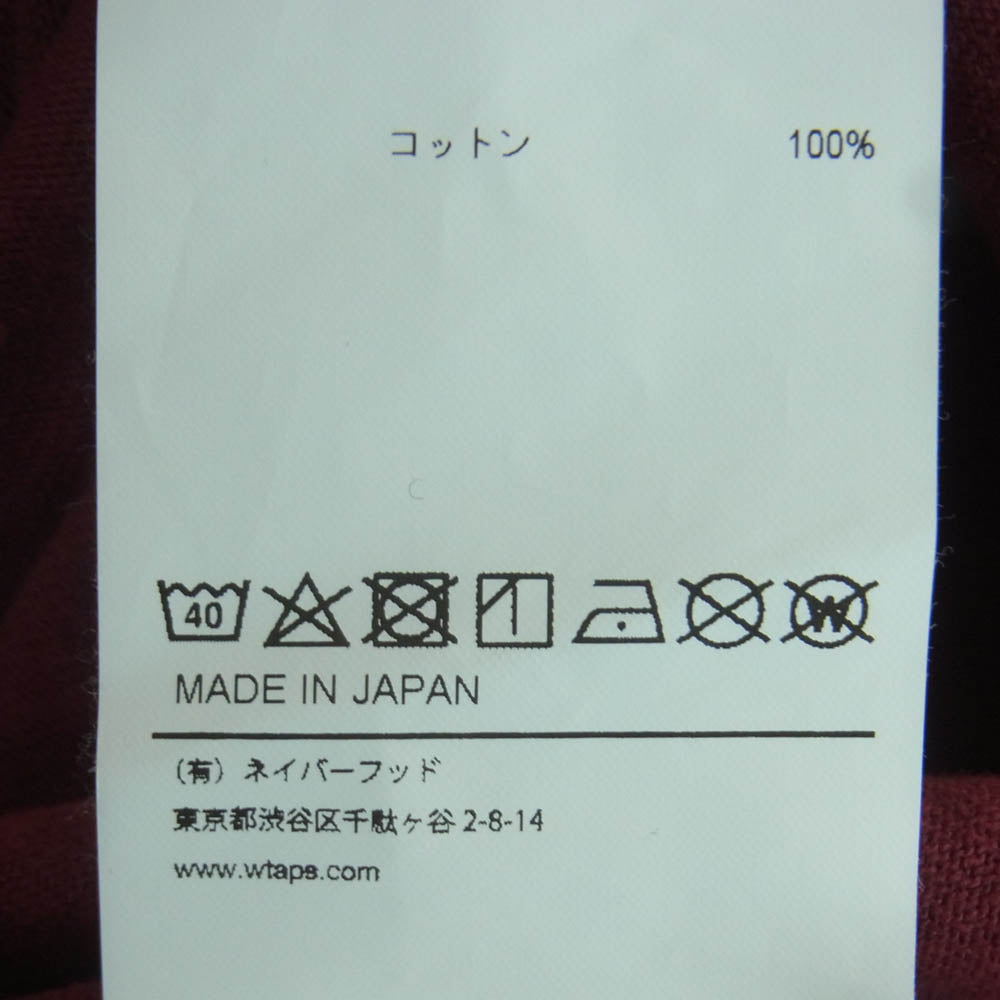 コットン 100%
40
W
MADE IN JAPAN
（有）ネイバーフッド
東京都渋谷区千駄ヶ谷 2-8-14
www.wtaps.com